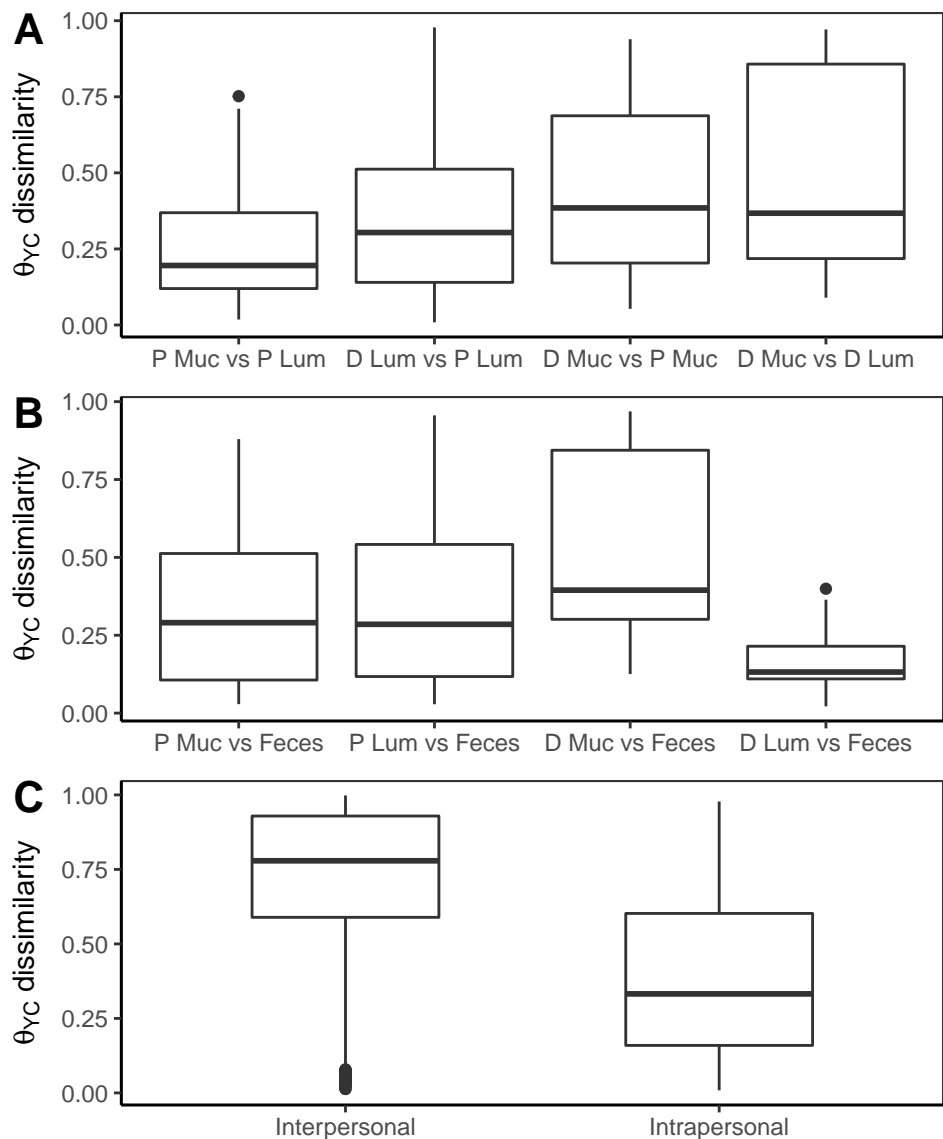 A
θYC dissimilarity
1.00
0.75
0.50
0.25
0.00
P Muc vs P Lum D Lum vs P Lum D Muc vs P Muc D Muc vs D Lum
B
θYC dissimilarity
1.00
0.75
0.50
0.25
0.00
P Muc vs Feces P Lum vs Feces D Muc vs Feces D Lum vs Feces
C
θYC dissimilarity
1.00
0.75
0.50
0.25
0.00
Interpersonal Intrapersonal